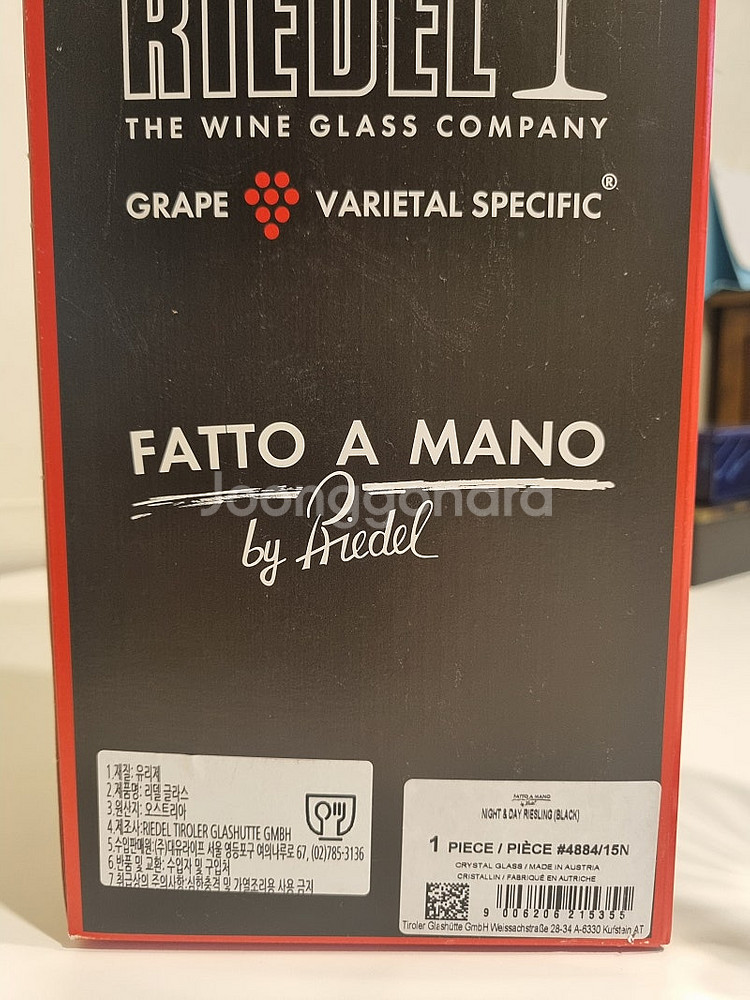 RIEDEL
THE WINE GLASS COMPANY
GRAPE VARIETAL SPECIFIC®
FATTO A MANO
Joonggonara
by Riedel
1.재질: 유리제
2.제품명: 리델 글라스
3.원산지: 오스트리아
4.제조사:RIEDEL TIROLER GLASHUTTE GMBH
5.수입판매원:(주)대유라이프 서울 영등포구 여의나루로 67, (02)785-3136
6.반품 및 교환: 수입자 및 구입처
7.취급상의 주의사항:심한충격 및 가열조리용 사용 금지
FATTO A MANO
by Riedel
NIGHT & DAY RIESLING (BLACK)
1 PIECE / PIÈCE #4884/15N
CRYSTAL GLASS / MADE IN AUSTRIA
CRISTALLIN / FABRIQUÉ EN AUTRICHE
9 006206 215355
Tiroler Glashütte GmbH Weissachstraße 28-34 A-6330 Kufstein AT